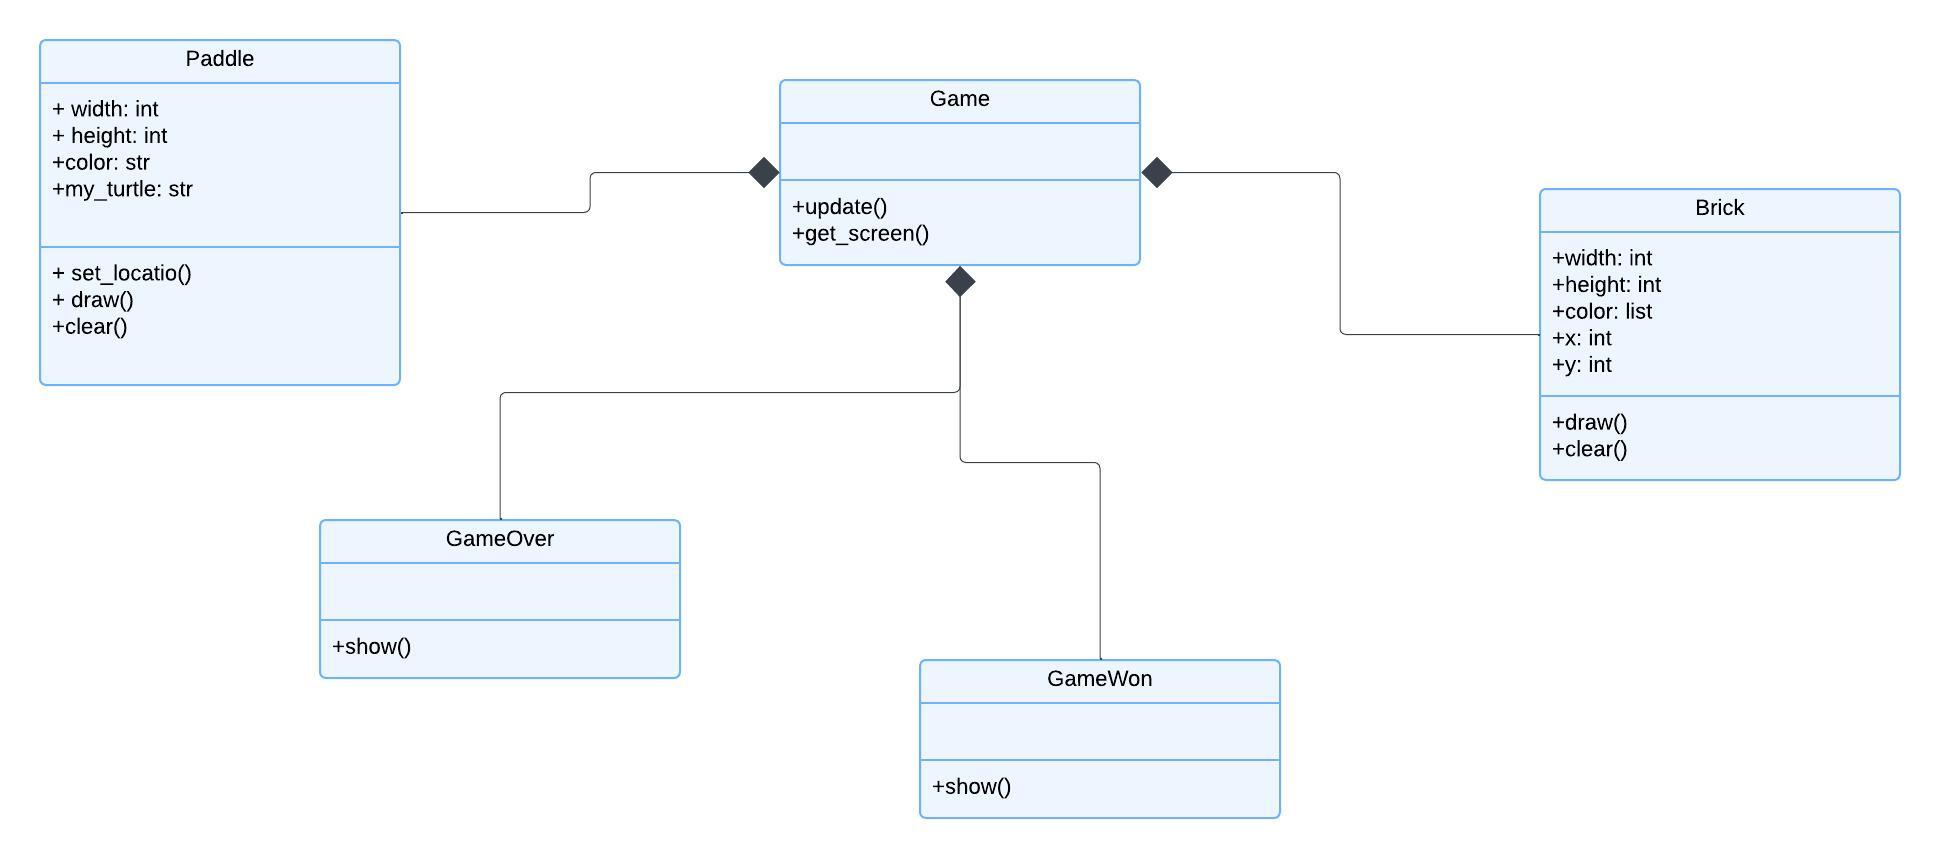 Paddle
+ width: int
+ height: int
+color: str
+my_turtle: str
+ set_locatio()
+ draw()
+clear()
Game
+update()
+get_screen()
Brick
+width: int
+height: int
+color: list
+x: int
+y: int
+draw()
+clear()
GameOver
+show()
GameWon
+show()